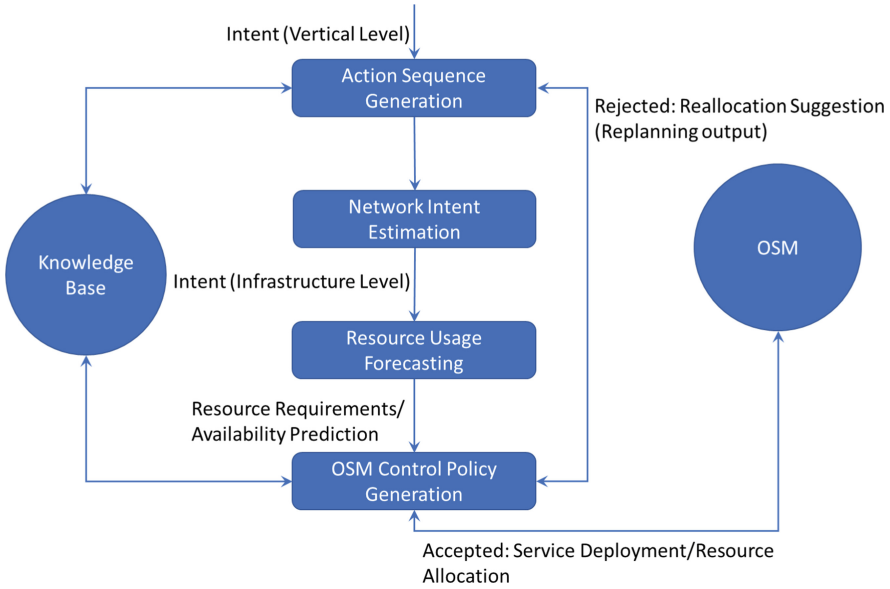 Intent (Vertical Level)
Action Sequence
Generation
Rejected: Reallocation Suggestion
(Replanning output)
Network Intent
Estimation
OSM
Knowledge
Base
Intent (Infrastructure Level)
Resource Usage
Forecasting
Resource Requirements/
Availability Prediction
OSM Control Policy
Generation
Accepted: Service Deployment/Resource
Allocation